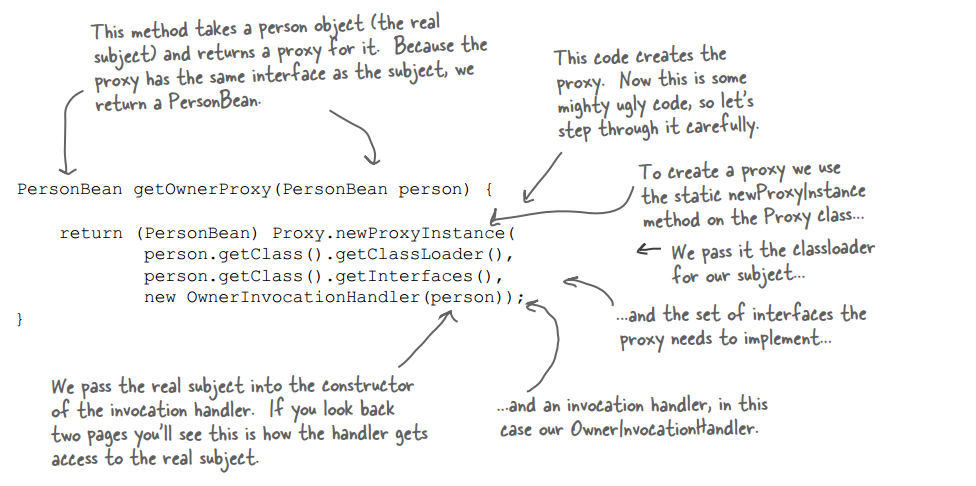 This method takes a person object (the real
subject) and returns a proxy for it. Because the
proxy has the same interface as the subject, we
return a PersonBean.
This code creates the
proxy. Now this is some
mighty ugly code, so let's
step through it carefully.
PersonBean getOwnerProxy(PersonBean person) {
To create a proxy we use
the static newProxyInstance
method on the Proxy class...
return (PersonBean) Proxy.newProxyInstance(
person.getClass().getClassLoader(),
person.getClass().getInterfaces(),
new OwnerInvocationHandler(person));
}
We pass it the classloader
for our subject...
...and the set of interfaces the
proxy needs to implement...
We pass the real subject into the constructor
of the invocation handler. If you look back
two pages you'll see this is how the handler gets
access to the real subject.
...and an invocation handler, in this
case our OwnerInvocationHandler.